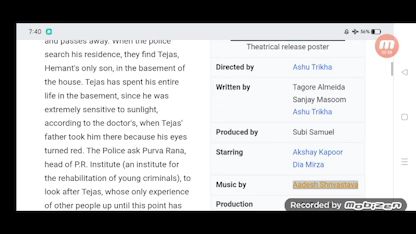 7:40
56%
and passes away. When the police
search his residence, they find Tejas,
Hemant's only son, in the basement of
the house. Tejas has spent his entire
life in the basement, since he was
extremely sensitive to sunlight,
according to the doctor's, when Tejas'
father took him there because his eyes
turned red. The Police ask Purva Rana,
head of P.R. Institute (an institute for
the rehabilitation of young criminals), to
look after Tejas, whose only experience
of other people up until this point has
Theatrical release poster
Directed by Ashu Trikha
Written by Tagore Almeida
Sanjay Masoom
Ashu Trikha
Produced by Subi Samuel
Starring Akshay Kapoor
Dia Mirza
Music by Aadesh Shrivastava
Production
Recorded by Mobizen